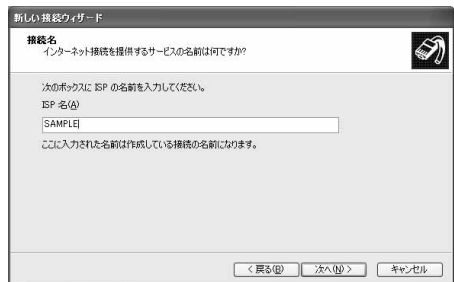 新しい接続ウィザード
接続名
インターネット接続を提供するサービスの名前は何ですか?
次のボックスに ISP の名前を入力してください。
ISP 名(A)
SAMPLE
ここに入力された名前は作成している接続の名前になります。
< 戻る(B) 次へ(N) > キャンセル